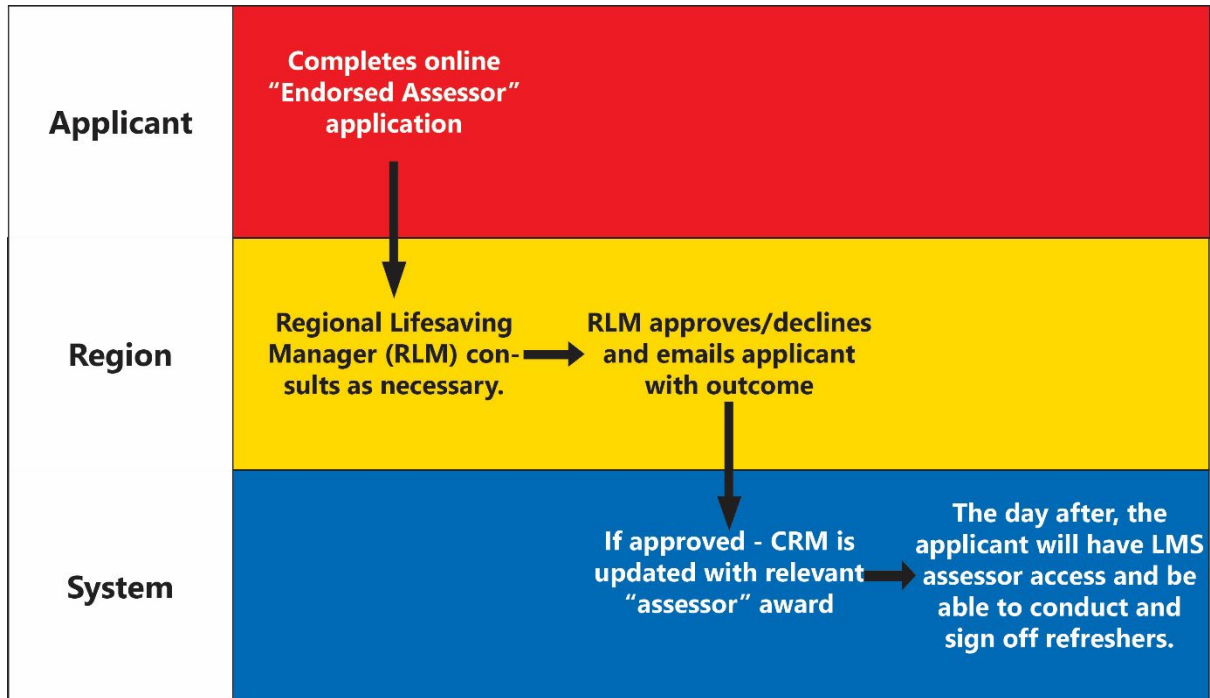 Applicant
Completes online
“Endorsed Assessor”
application
Region
Regional Lifesaving
Manager (RLM) con-
sults as necessary.
RLM approves/declines
and emails applicant
with outcome
System
If approved - CRM is
updated with relevant
“assessor” award
The day after, the
applicant will have LMS
assessor access and be
able to conduct and
sign off refreshers.